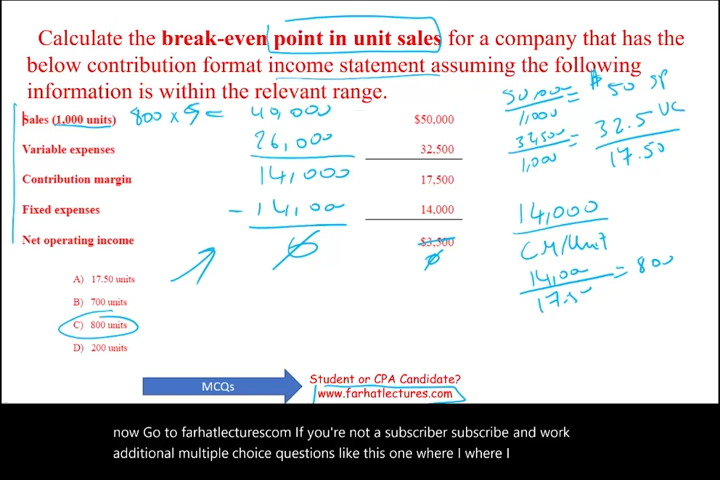 Calculate the break-even point in unit sales for a company that has the
below contribution format income statement assuming the following
information is within the relevant range.
50,000 / 1,000 = $50 SP
Sales (1,000 units) 800 x 5 = 40,000 $50,000
32,500 / 1,000 = 32.5 VC
Variable expenses 26,000 32,500
17.50
Contribution margin 14,000 17,500
Fixed expenses - 14,00 14,000
14,000 / CM/Unit
Net operating income 0 $3,500 0
14,00 / 17.50 = 800
A) 17.50 units
B) 700 units
C) 800 units
D) 200 units
MCQs
Student or CPA Candidate?
www.farhatlectures.com
now Go to farhatlecturescom If you're not a subscriber subscribe and work
additional multiple choice questions like this one where I where I